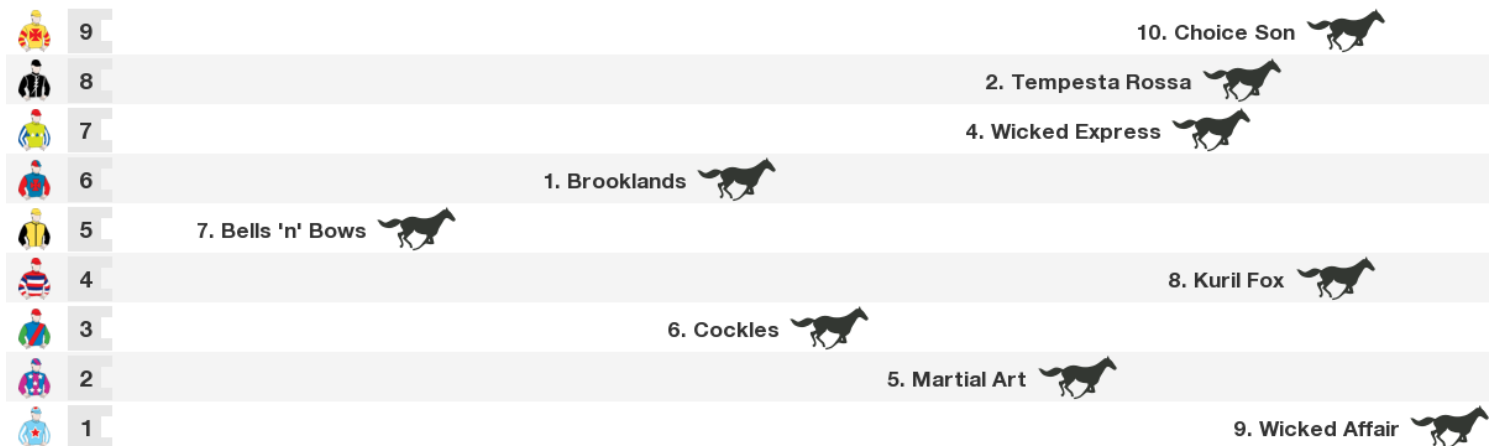 9 10. Choice Son
8 2. Tempesta Rossa
7 4. Wicked Express
6 1. Brooklands
5 7. Bells 'n' Bows
4 8. Kuril Fox
3 6. Cockles
2 5. Martial Art
1 9. Wicked Affair